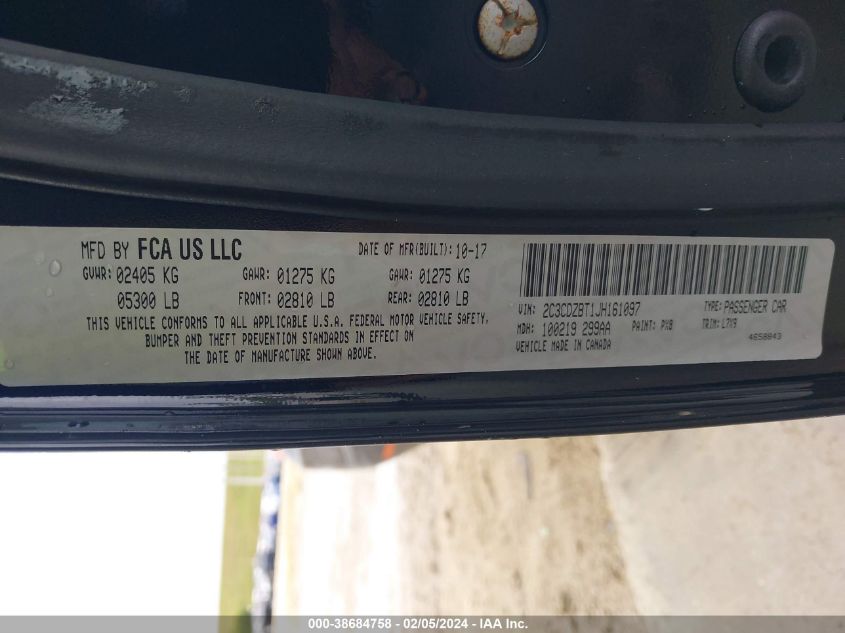 MFD BY FCA US LLC DATE OF MFR(BUILT): 10-17
GVWR: 02405 KG GAWR: 01275 KG GAWR: 01275 KG
05300 LB FRONT: 02810 LB REAR: 02810 LB
THIS VEHICLE CONFORMS TO ALL APPLICABLE U.S.A. FEDERAL MOTOR VEHICLE SAFETY,
BUMPER AND THEFT PREVENTION STANDARDS IN EFFECT ON
THE DATE OF MANUFACTURE SHOWN ABOVE.
VIN: 2C3CDZBT1JH161097 TYPE: PASSENGER CAR
MDH: 100219 299AA PAINT: PX8 TRIM: L7X9
VEHICLE MADE IN CANADA 4658843
000-38684758 - 02/05/2024 - IAA Inc.